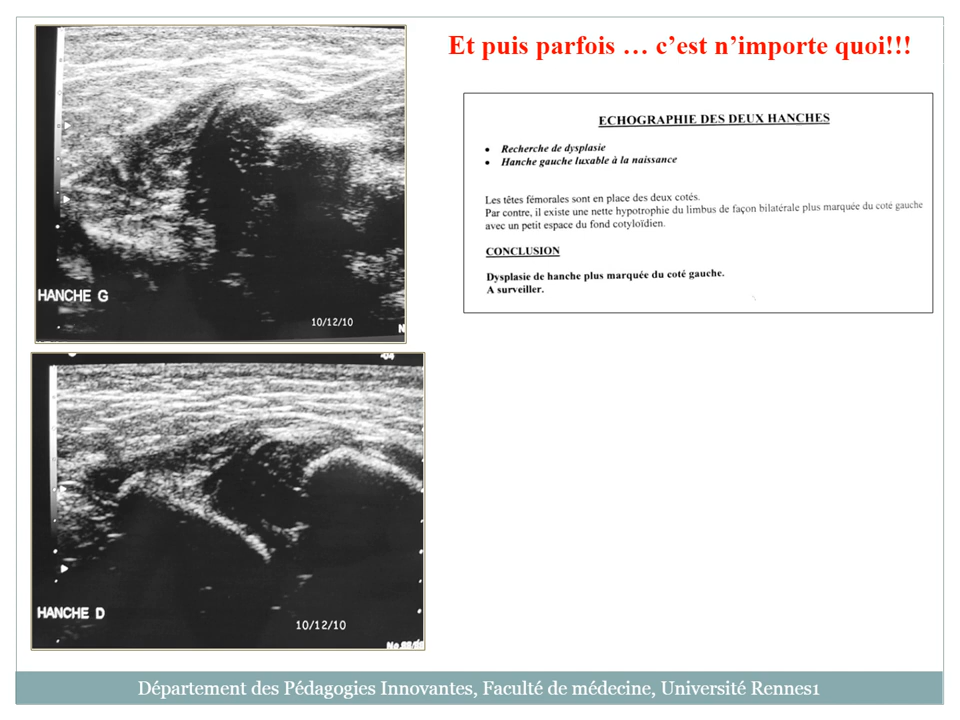 Et puis parfois … c’est n’importe quoi!!!
ECHOGRAPHIE DES DEUX HANCHES
• Recherche de dysplasie
• Hanche gauche luxable à la naissance
Les têtes fémorales sont en place des deux cotés.
Par contre, il existe une nette hypotrophie du limbus de façon bilatérale plus marquée du coté gauche
avec un petit espace du fond cotyloïdien.
CONCLUSION
Dysplasie de hanche plus marquée du coté gauche.
A surveiller.
HANCHE G
10/12/10
N
HANCHE D
10/12/10
Département des Pédagogies Innovantes, Faculté de médecine, Université Rennes1